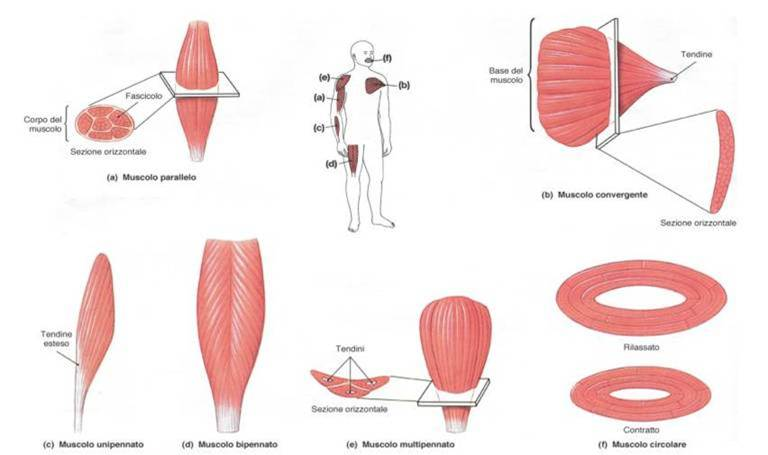 Fascicolo
Corpo del
muscolo
Sezione orizzontale
(a) Muscolo parallelo
(f)
(e)
(b)
(a)
(c)
(d)
Base del
muscolo
Tendine
(b) Muscolo convergente
Sezione orizzontale
Tendine
esteso
(c) Muscolo unipennato
(d) Muscolo bipennato
Tendini
Sezione orizzontale
(e) Muscolo multipennato
Rilassato
Contratto
(f) Muscolo circolare